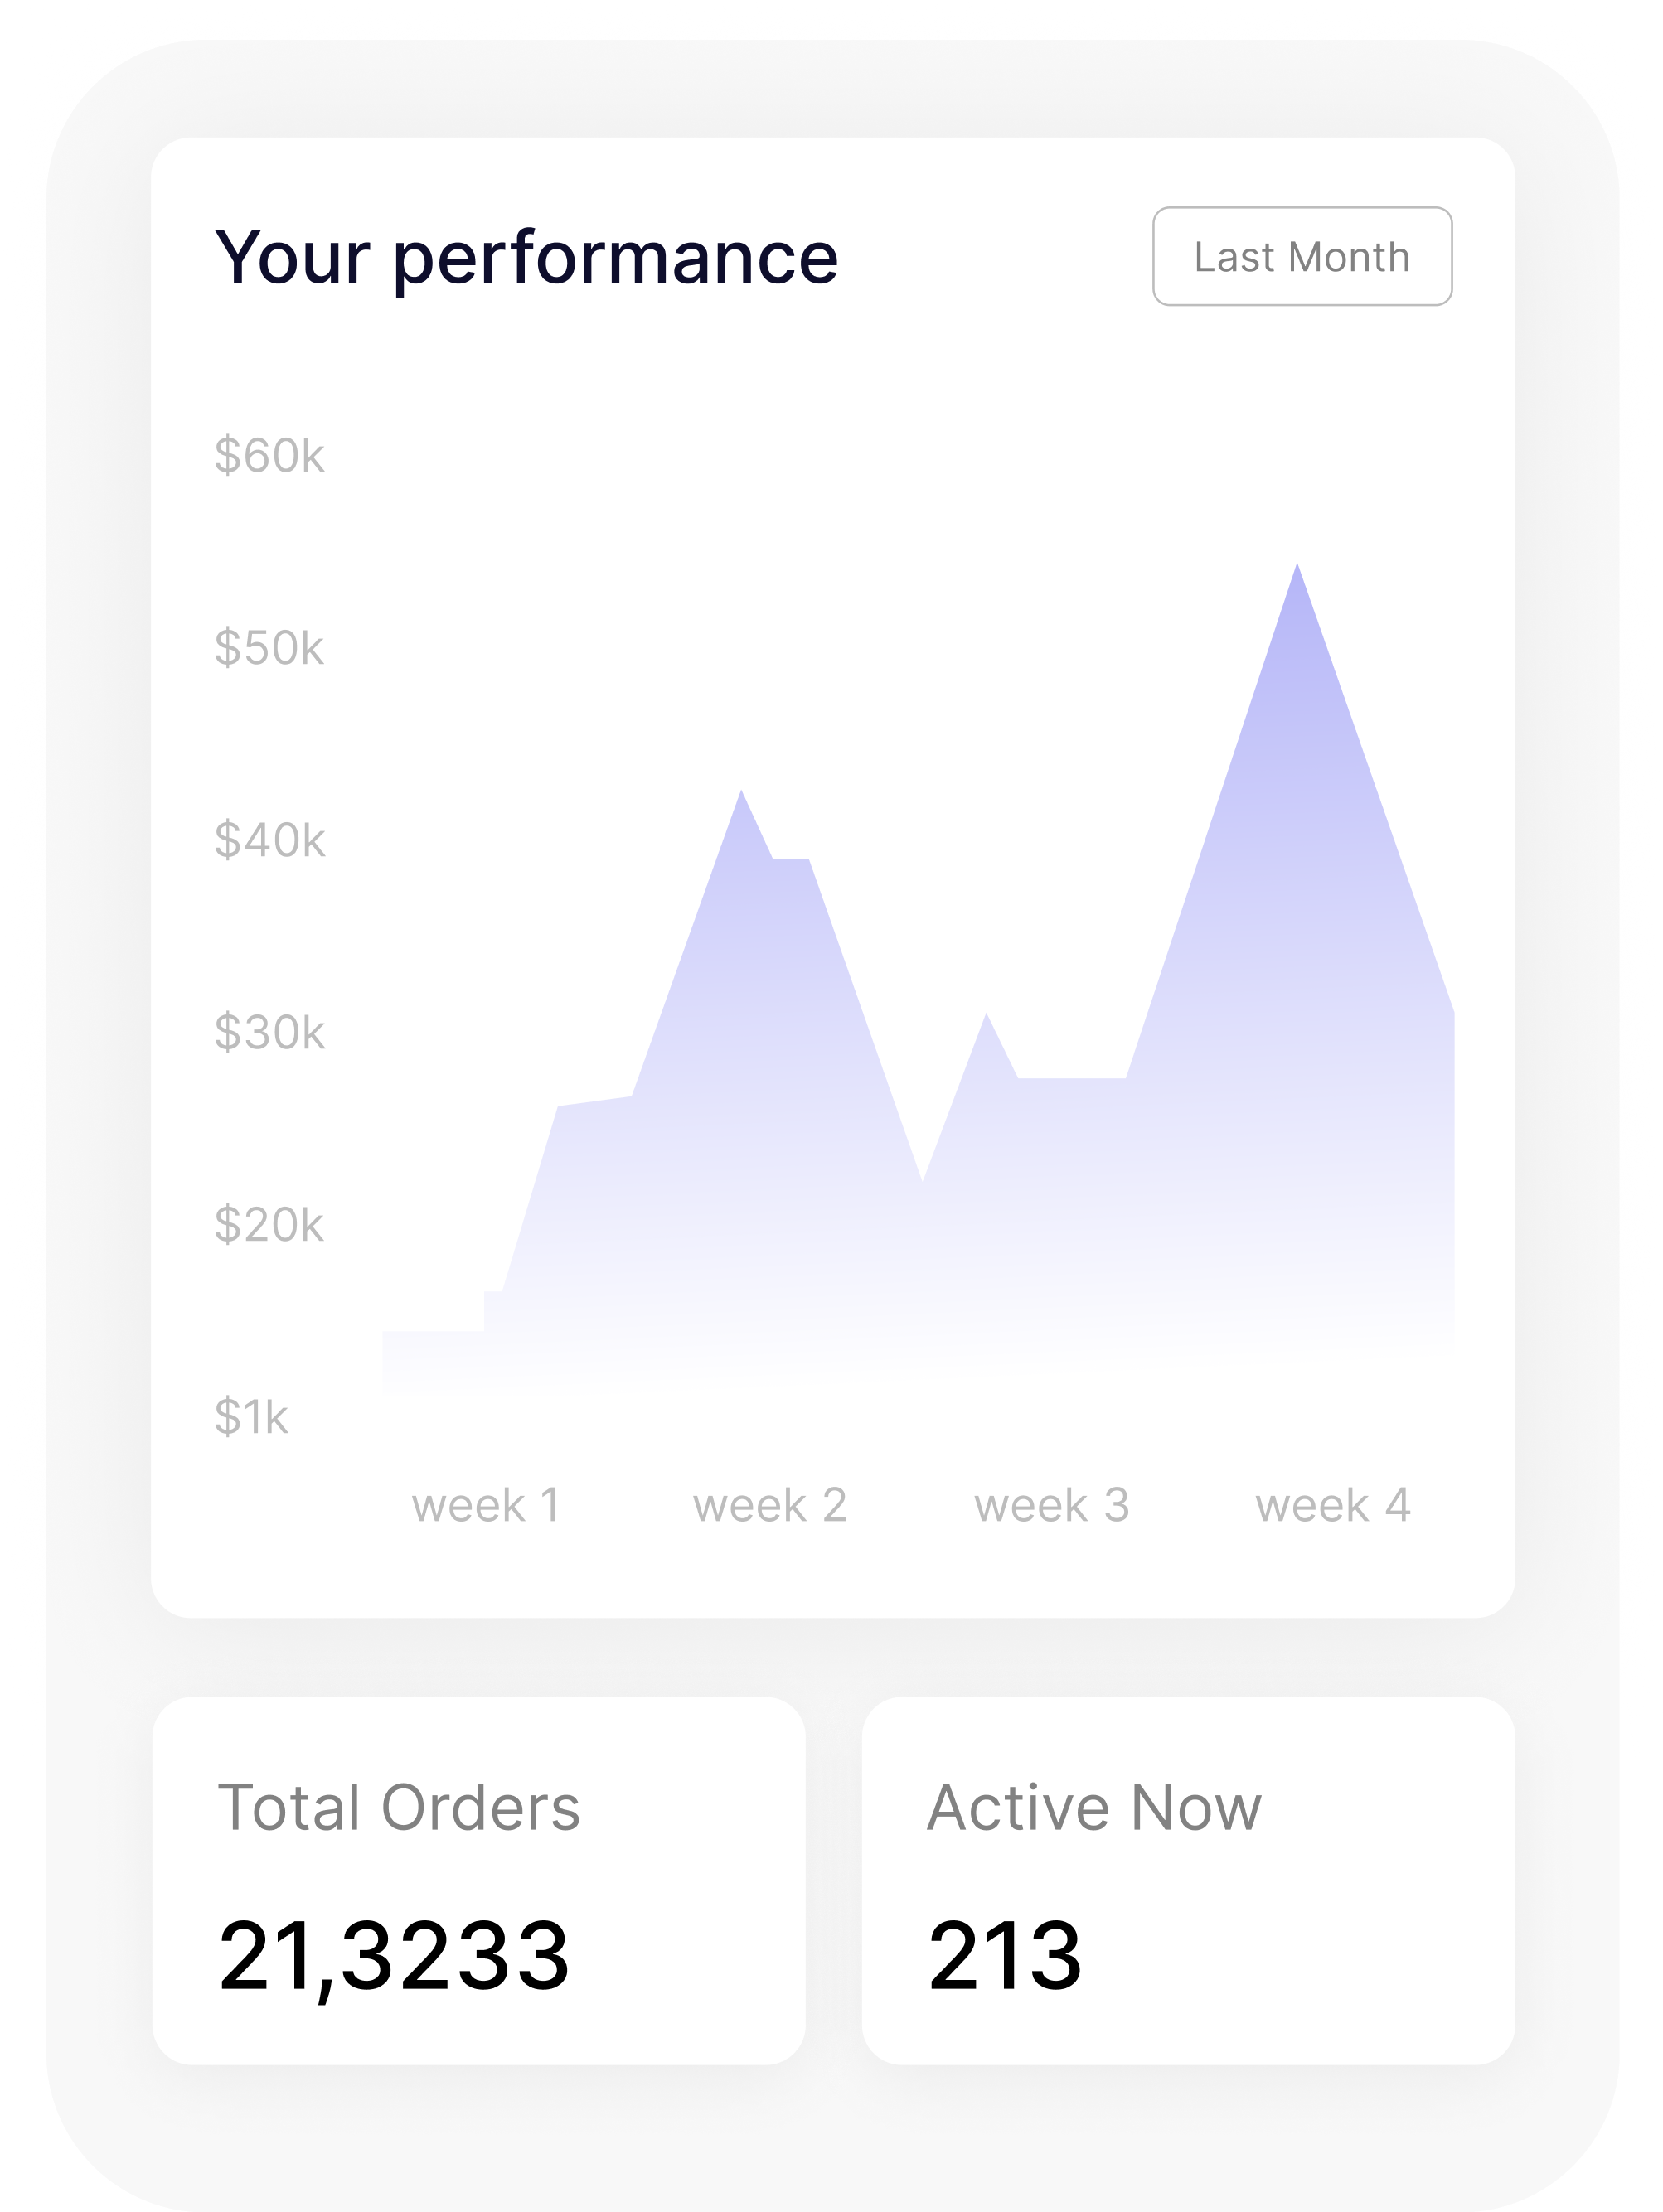 Your performance
Last Month
$60k
$50k
$40k
$30k
$20k
$1k
week 1 week 2 week 3 week 4
Total Orders
21,3233
Active Now
213